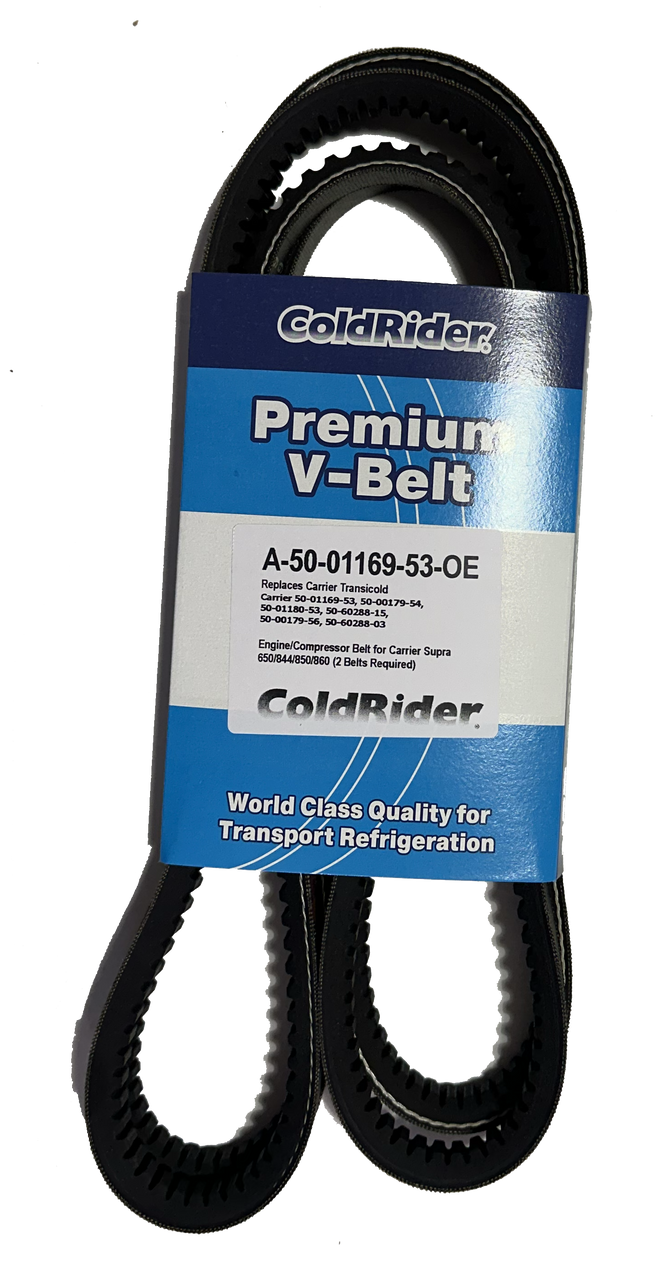 ColdRider
Premium
V-Belt
A-50-01169-53-OE
Replaces Carrier Transicold
Carrier 50-01169-53, 50-00179-54,
50-01180-53, 50-60288-15,
50-00179-56, 50-60288-03
Engine/Compressor Belt for Carrier Supra
650/844/850/860 (2 Belts Required)
ColdRider
World Class Quality for
Transport Refrigeration